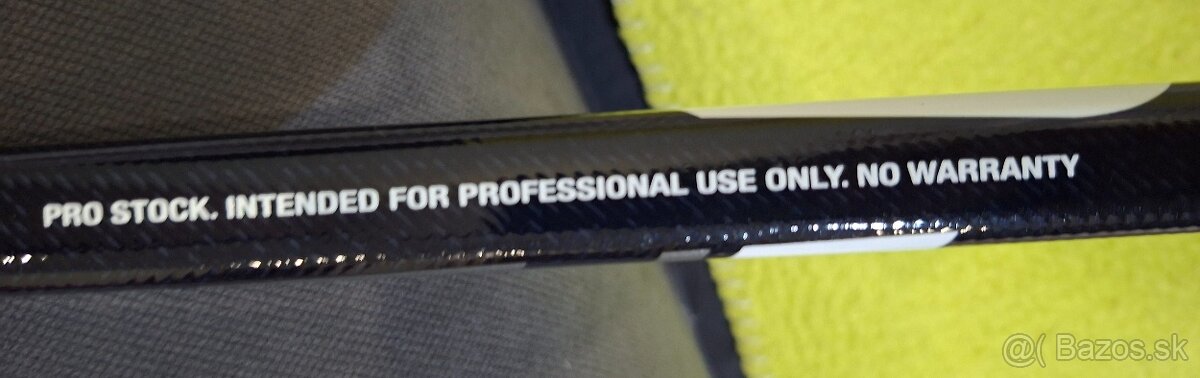 PRO STOCK. INTENDED FOR PROFESSIONAL USE ONLY. NO WARRANTY
@( Bazos.sk